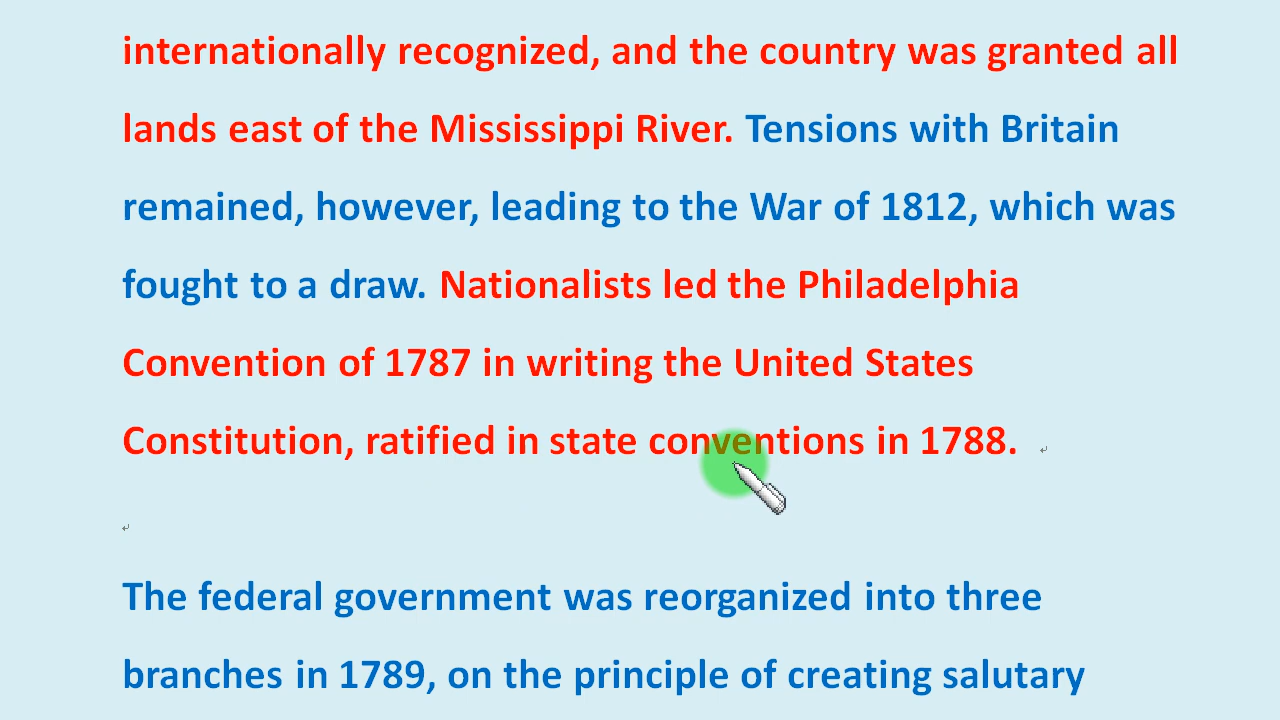 internationally recognized, and the country was granted all
lands east of the Mississippi River. Tensions with Britain
remained, however, leading to the War of 1812, which was
fought to a draw. Nationalists led the Philadelphia
Convention of 1787 in writing the United States
Constitution, ratified in state conventions in 1788.
The federal government was reorganized into three
branches in 1789, on the principle of creating salutary